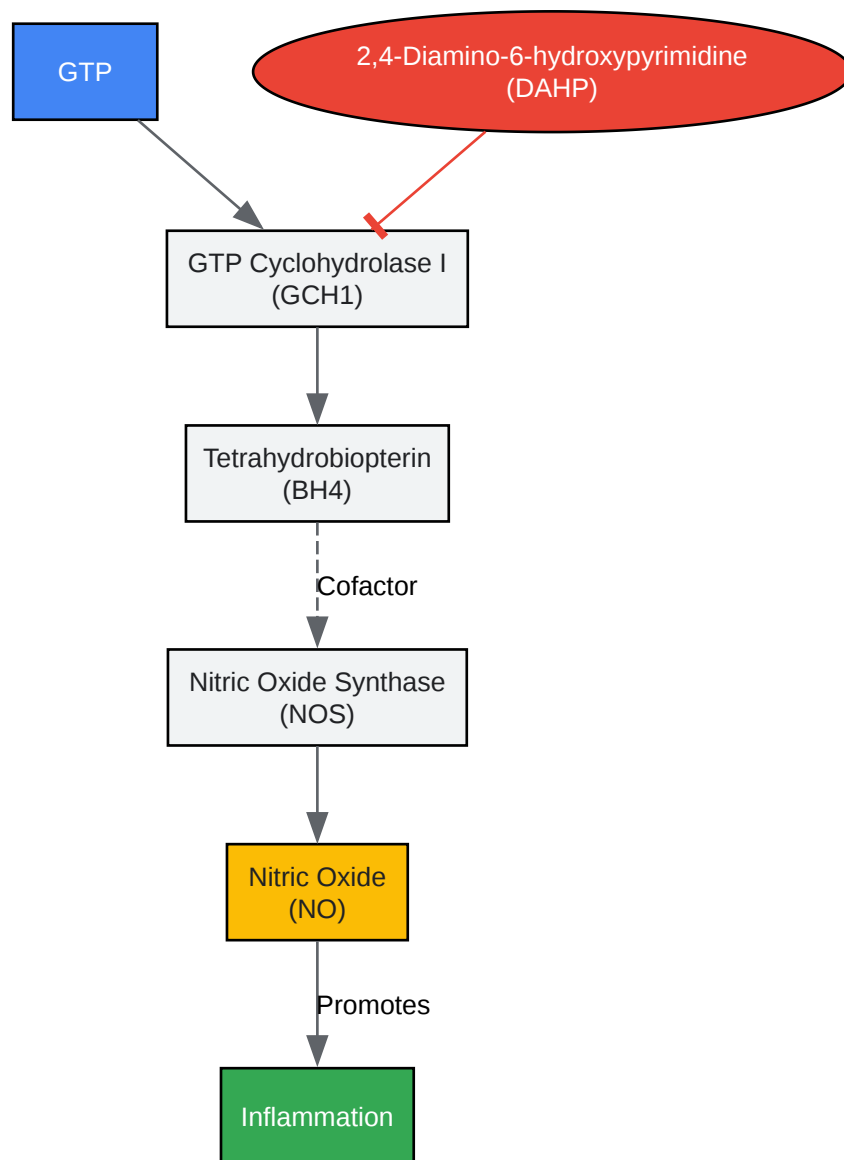 GTP
2,4-Diamino-6-hydroxypyrimidine
(DAHP)
GTP Cyclohydrolase I
(GCH1)
Tetrahydrobiopterin
(BH4)
Cofactor
Nitric Oxide Synthase
(NOS)
Nitric Oxide
(NO)
Promotes
Inflammation